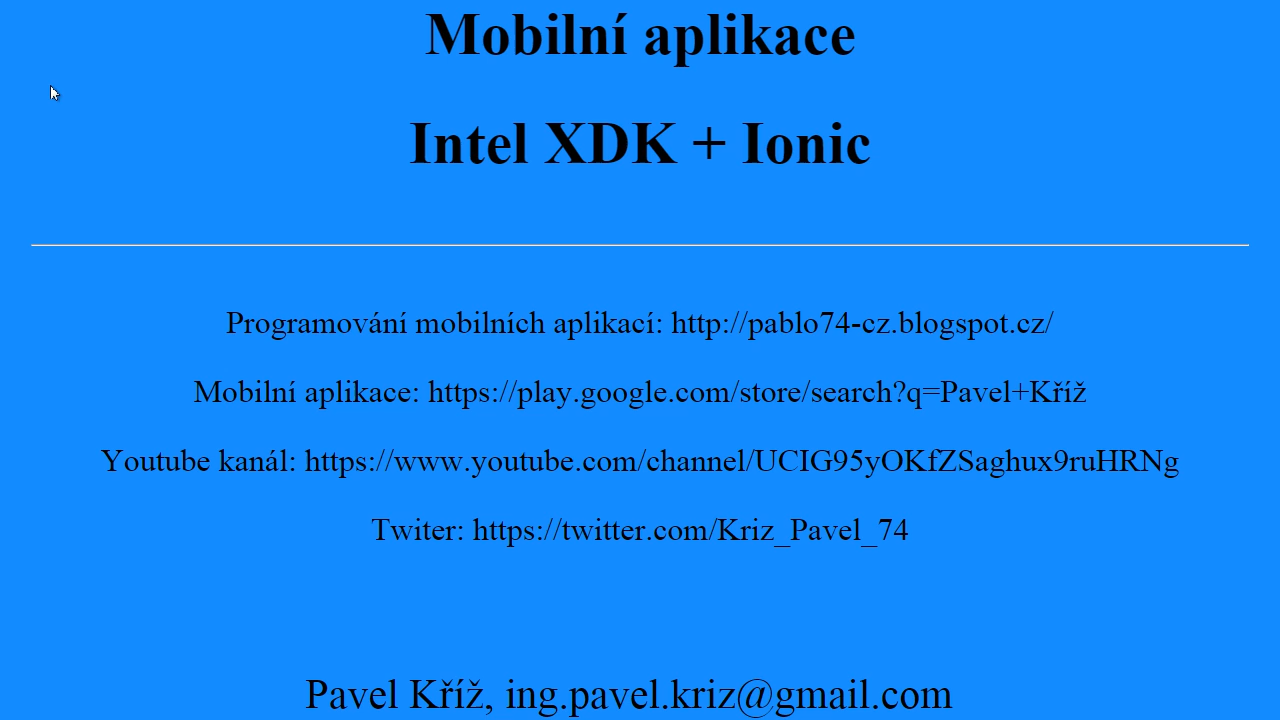 Mobilní aplikace
Intel XDK + Ionic
Programování mobilních aplikací: http://pablo74-cz.blogspot.cz/
Mobilní aplikace: https://play.google.com/store/search?q=Pavel+Kříž
Youtube kanál: https://www.youtube.com/channel/UCIG95yOKfZSaghux9ruHRNg
Twiter: https://twitter.com/Kriz_Pavel_74
Pavel Kříž, ing.pavel.kriz@gmail.com